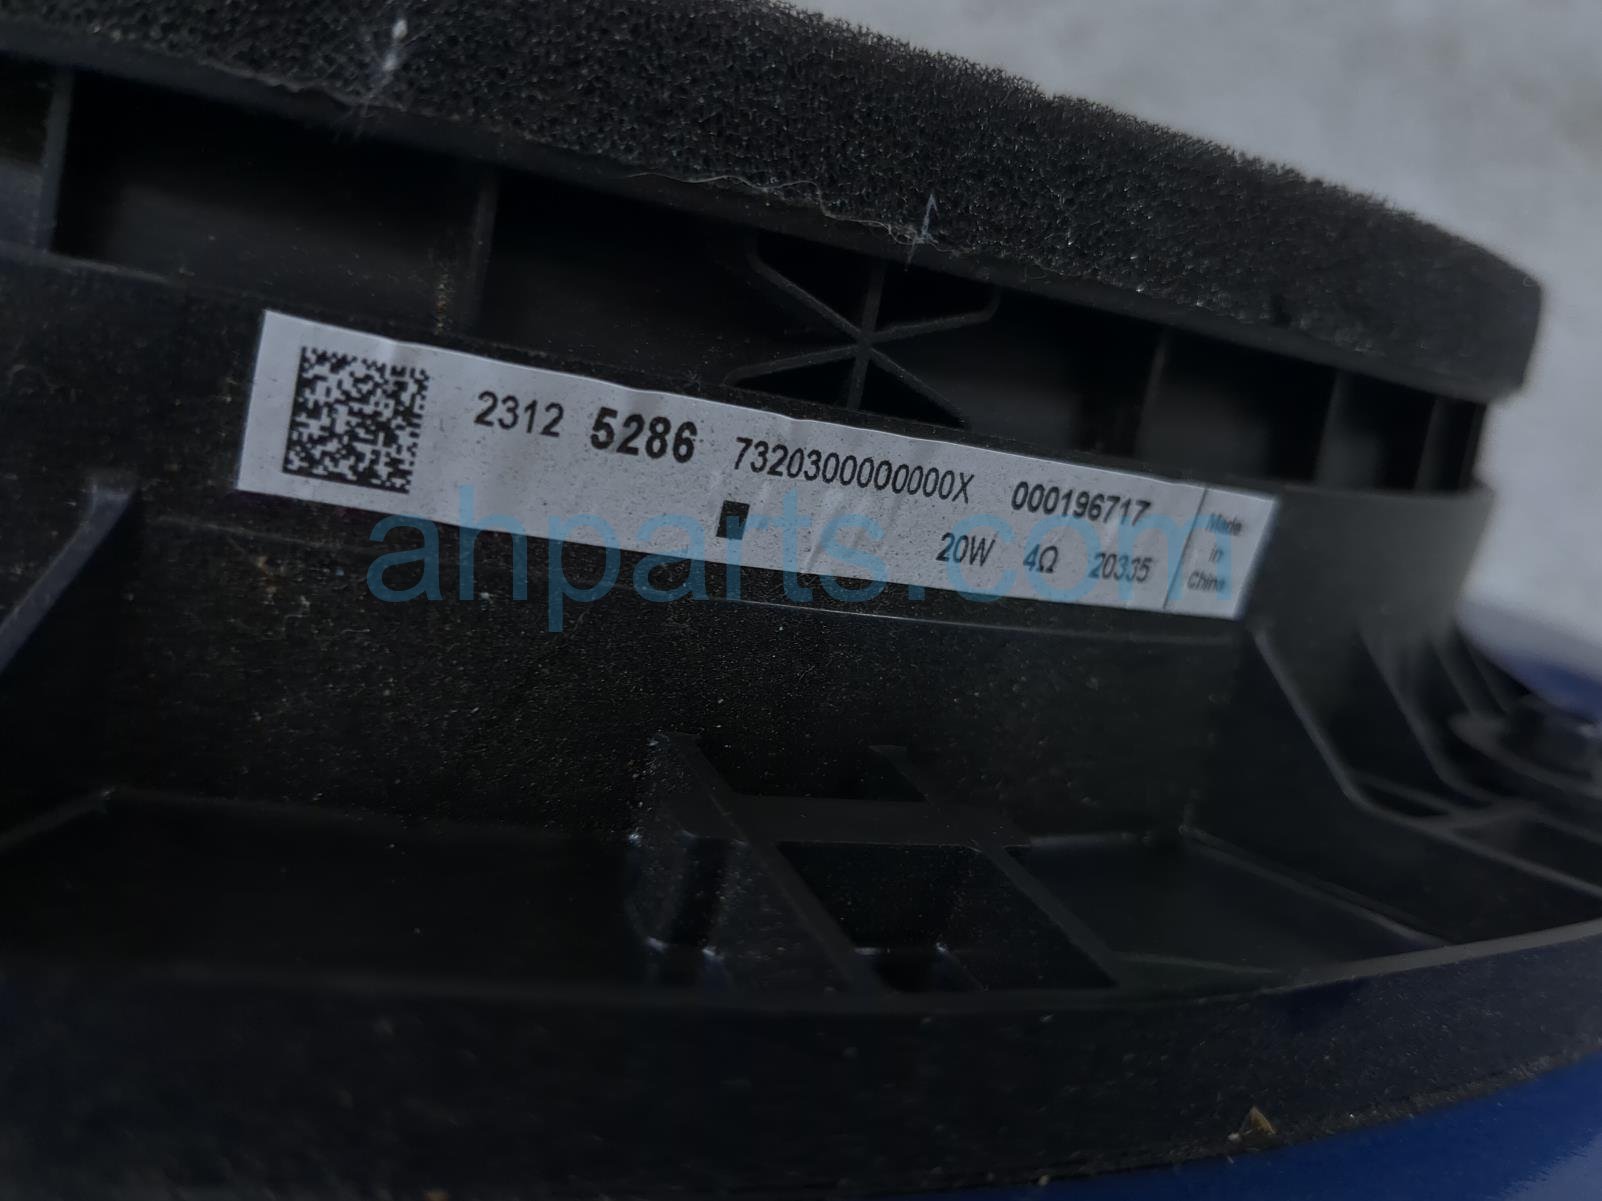 2312 5286 7320300000000X 000196717
20W 4Ω 20335
Made
in
China
ahparts.com